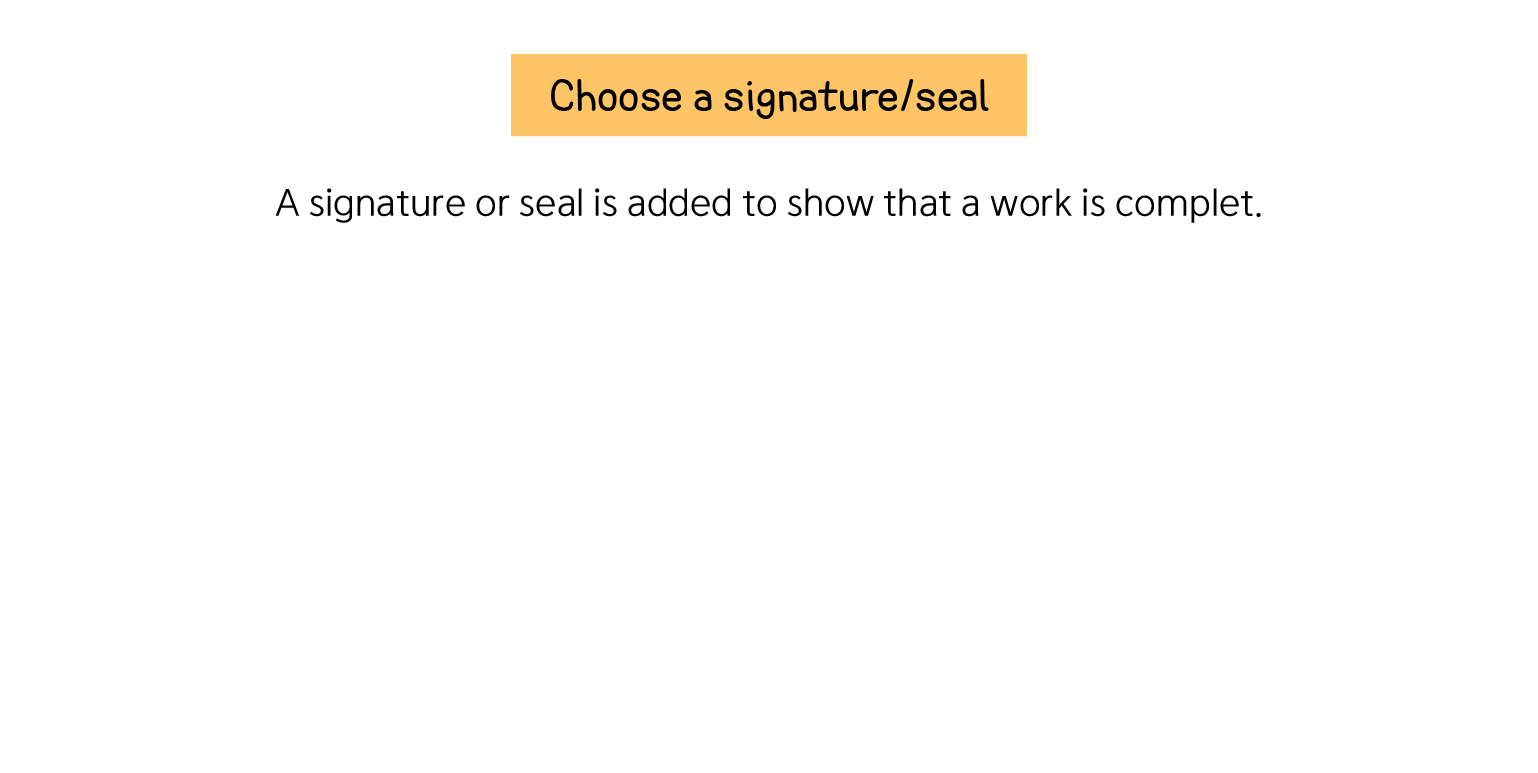 Choose a signature/seal
A signature or seal is added to show that a work is complet.